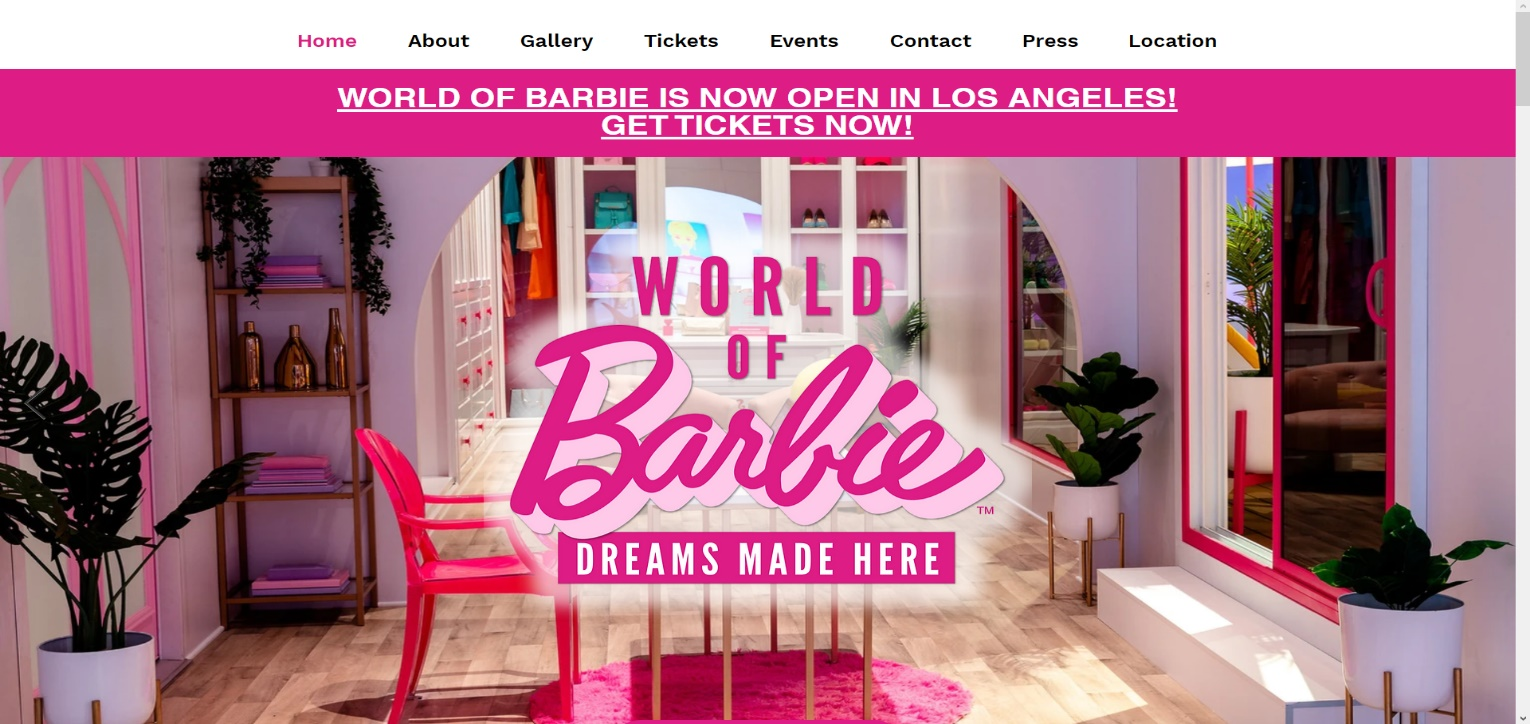 Home About Gallery Tickets Events Contact Press Location
WORLD OF BARBIE IS NOW OPEN IN LOS ANGELES!
GET TICKETS NOW!
WORLD
OF
Barbie
TM
DREAMS MADE HERE